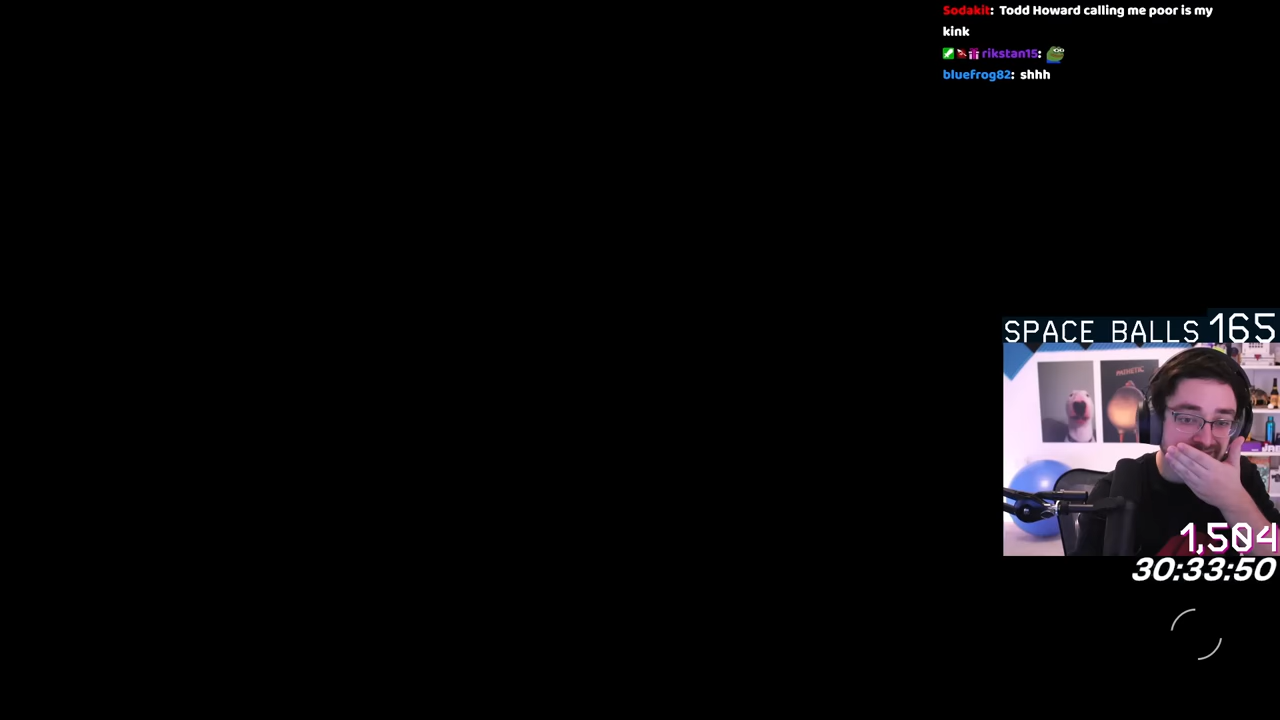 Sodakit: Todd Howard calling me poor is my
kink
rikstan15:
bluefrog82: shhh
SPACE BALLS 165
1,504
30:33:50